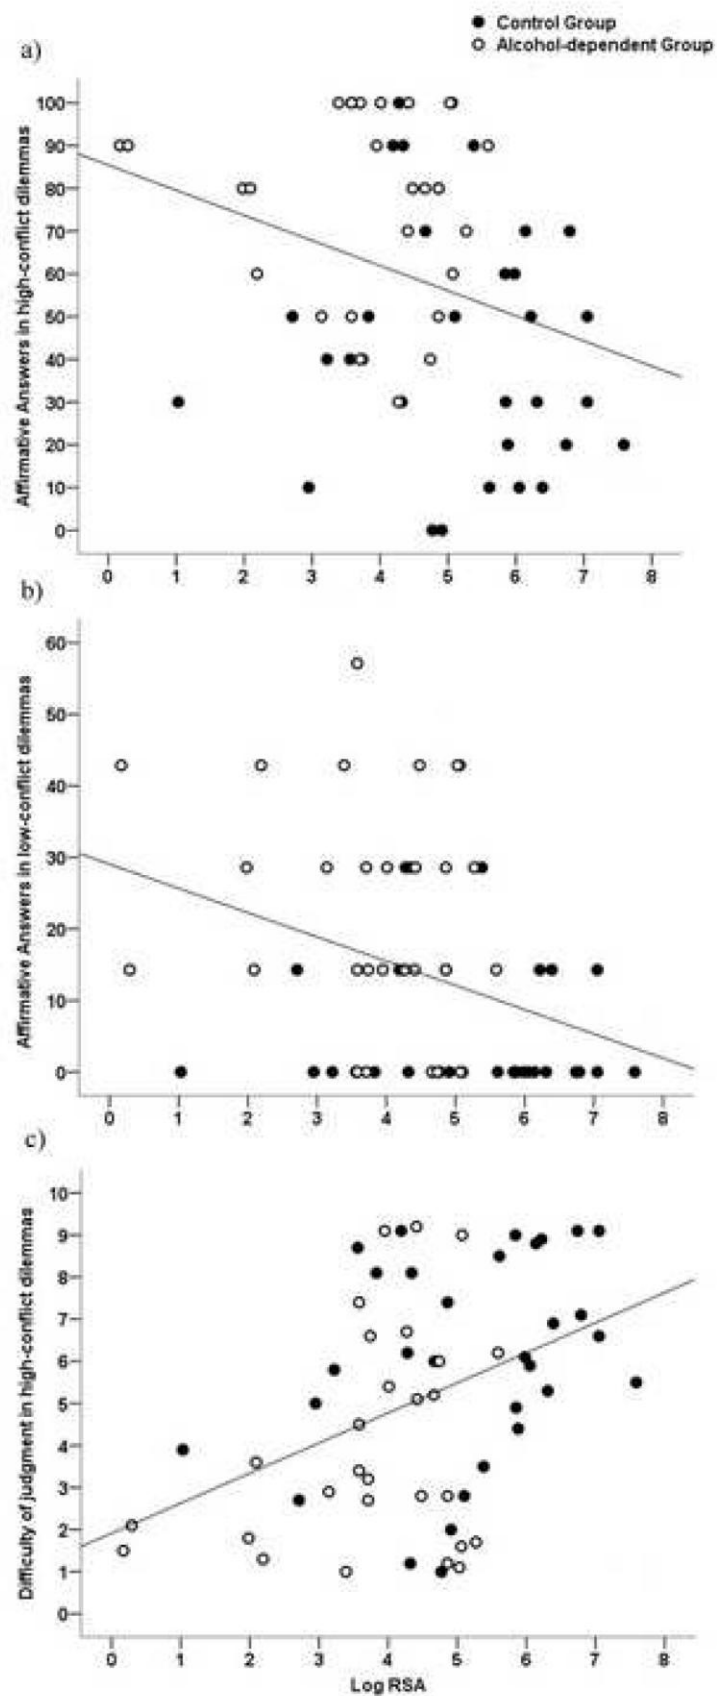 Control Group
Alcohol-dependent Group
a)
Affirmative Answers in high-conflict dilemmas
100
90
80
70
60
50
40
30
20
10
0
0 1 2 3 4 5 6 7 8
b)
Affirmative Answers in low-conflict dilemmas
60
50
40
30
20
10
0
0 1 2 3 4 5 6 7 8
c)
Difficulty of judgment in high-conflict dilemmas
10
9
8
7
6
5
4
3
2
1
0
0 1 2 3 4 5 6 7 8
Log RSA